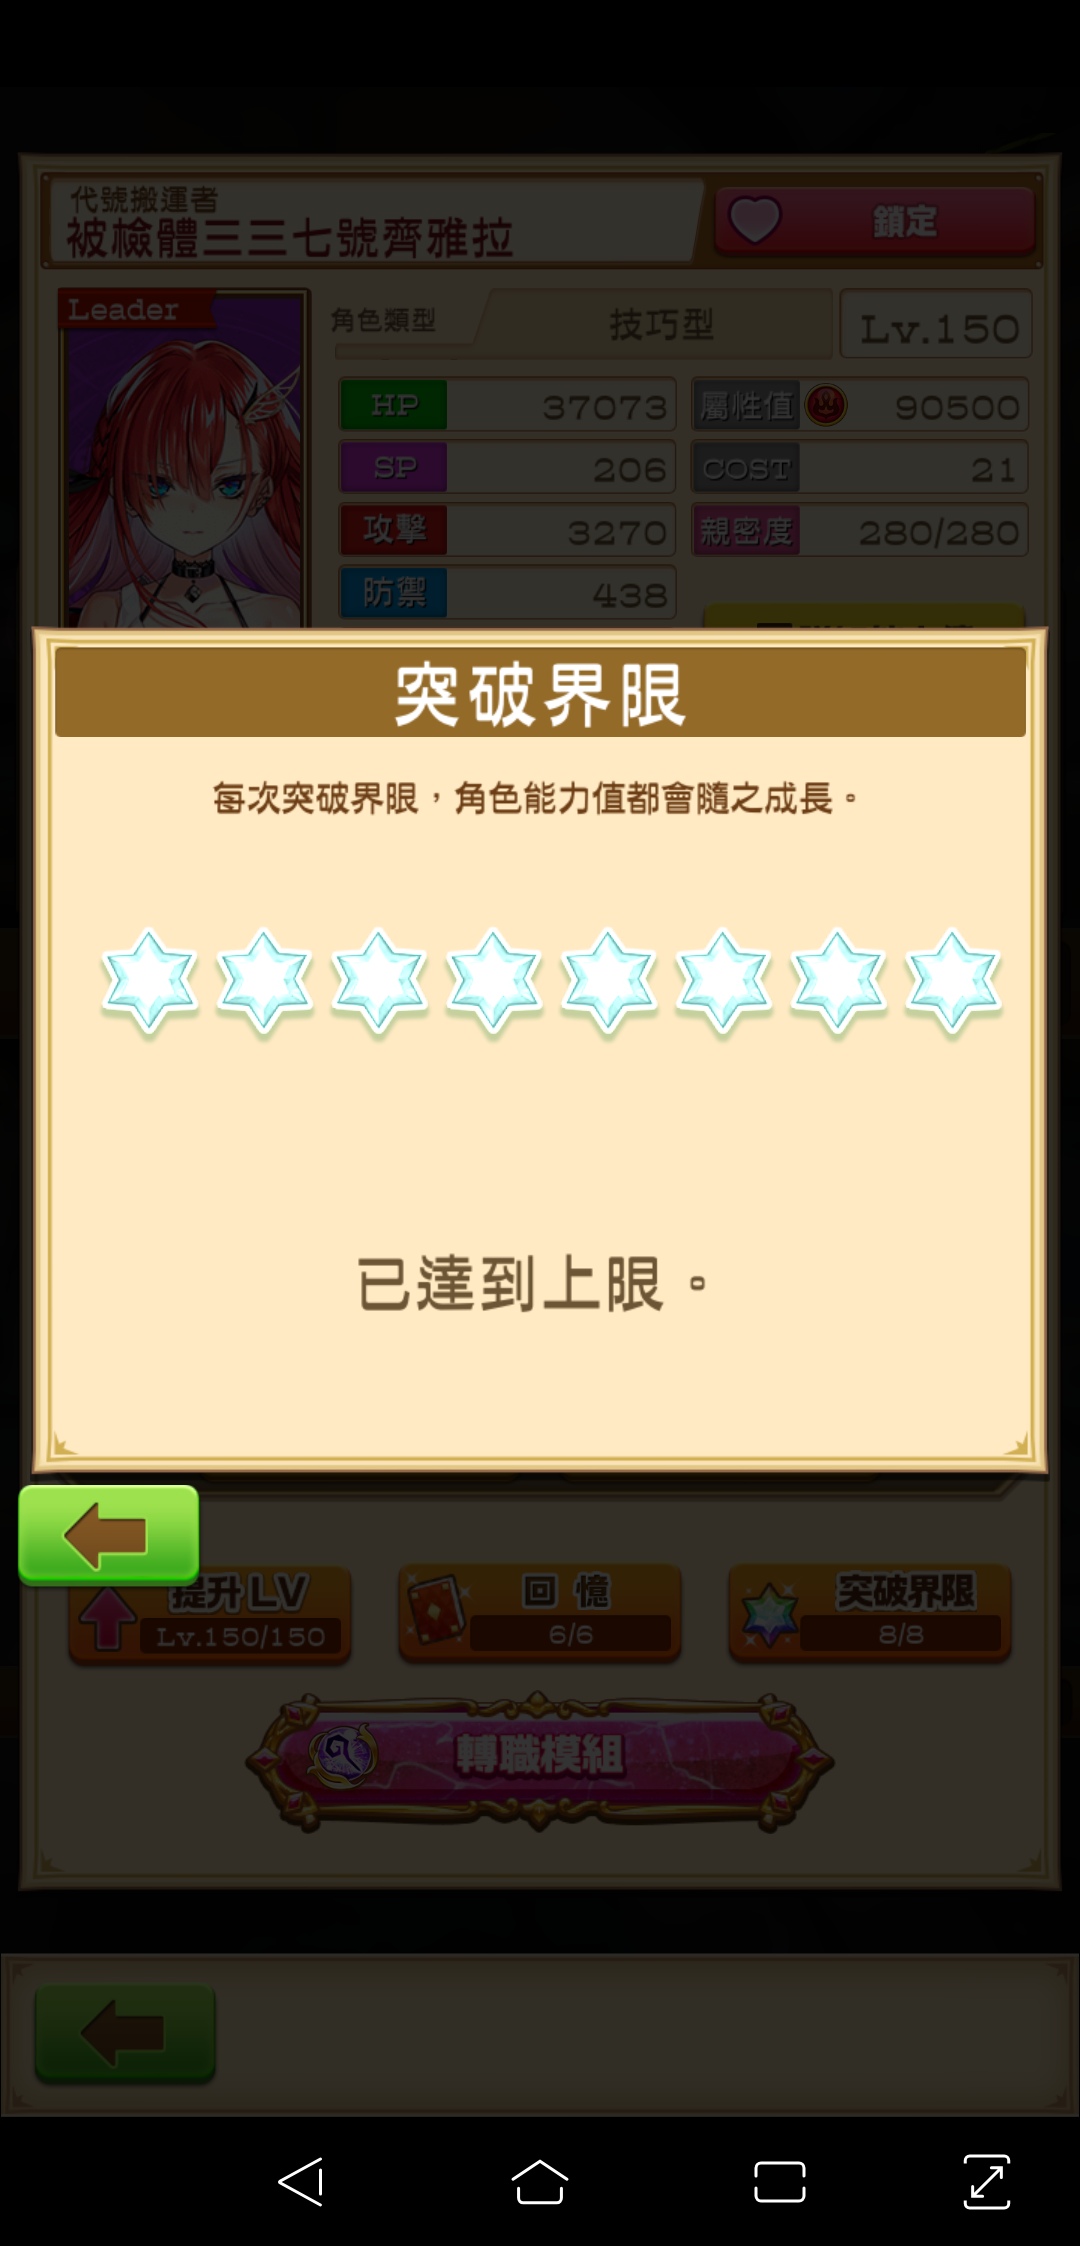 代號搬運者
被檢體三三七號齊雅拉
鎖定
Leader
角色類型
技巧型
Lv.150
HP
37073
屬性值
90500
SP
206
COST
21
攻擊
3270
親密度
280/280
防禦
438
突破界限
每次突破界限，角色能力值都會隨之成長。
已達到上限。
提升LV
Lv.150/150
回憶
6/6
突破界限
8/8
轉職模組